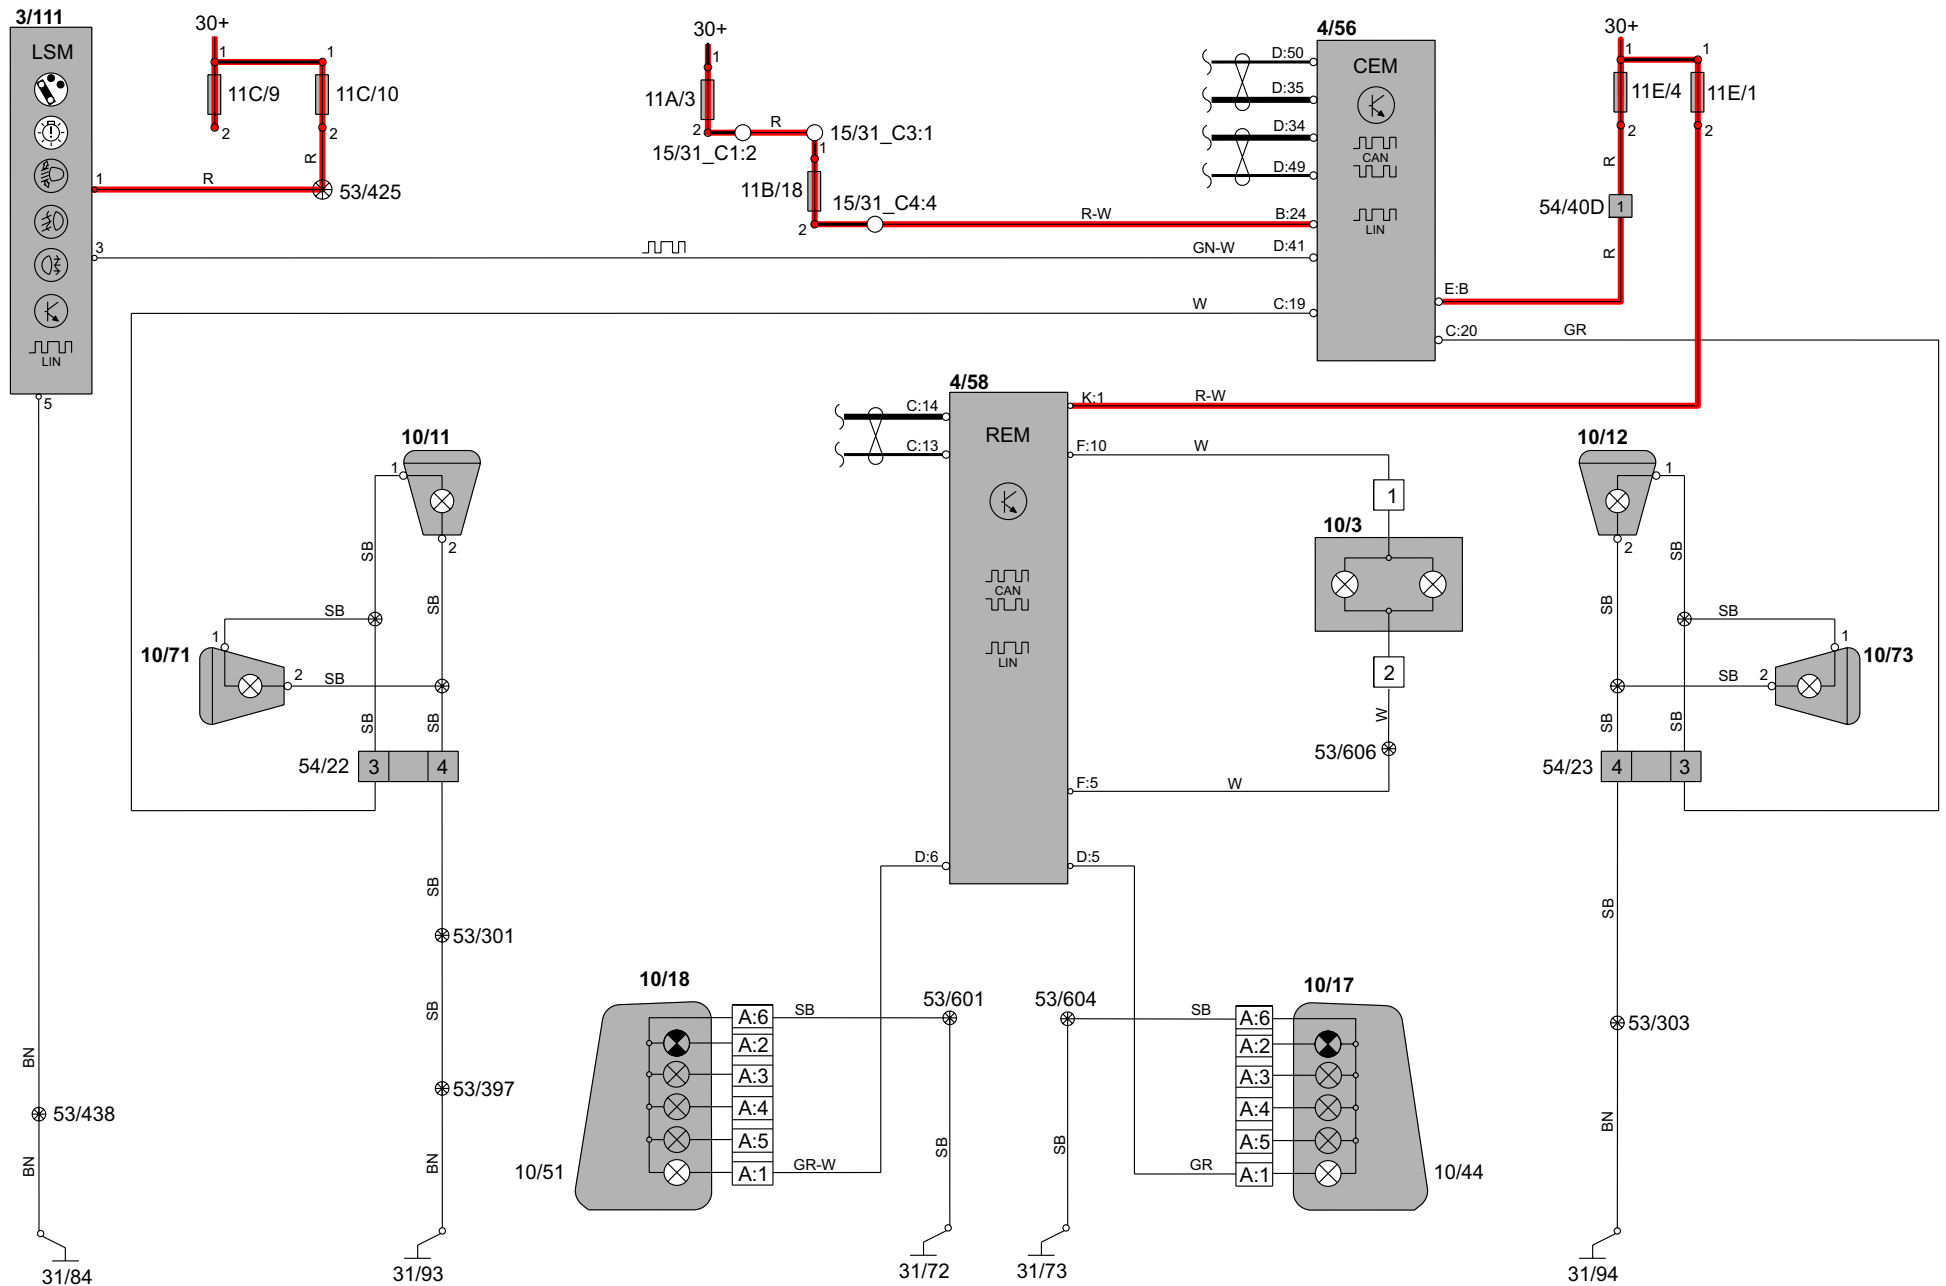 3/111
LSM
LIN
1
3
5
30+
1
1
11C/9
11C/10
2
2
R
R
53/425
30+
1
11A/3
2
R
15/31_C1:2
15/31_C3:1
1
11B/18
15/31_C4:4
2
R-W
GN-W
W
4/56
CEM
CAN
LIN
D:50
D:35
D:34
D:49
B:24
D:41
C:19
E:B
C:20
GR
30+
1
1
11E/4
11E/1
2
2
R
54/40D
1
R
4/58
REM
CAN
LIN
C:14
C:13
K:1
R-W
F:10
W
1
10/3
2
W
53/606
F:5
W
D:6
D:5
10/11
1
2
SB
SB
SB
1
10/71
2
SB
SB
SB
54/22
3
4
SB
53/301
SB
53/397
BN
31/93
BN
53/438
BN
31/84
10/12
1
2
SB
SB
SB
1
10/73
2
SB
SB
SB
54/23
4
3
SB
53/303
BN
31/94
10/18
10/51
A:6
A:2
A:3
A:4
A:5
A:1
SB
GR-W
53/601
SB
31/72
53/604
SB
31/73
SB
GR
A:6
A:2
A:3
A:4
A:5
A:1
10/17
10/44